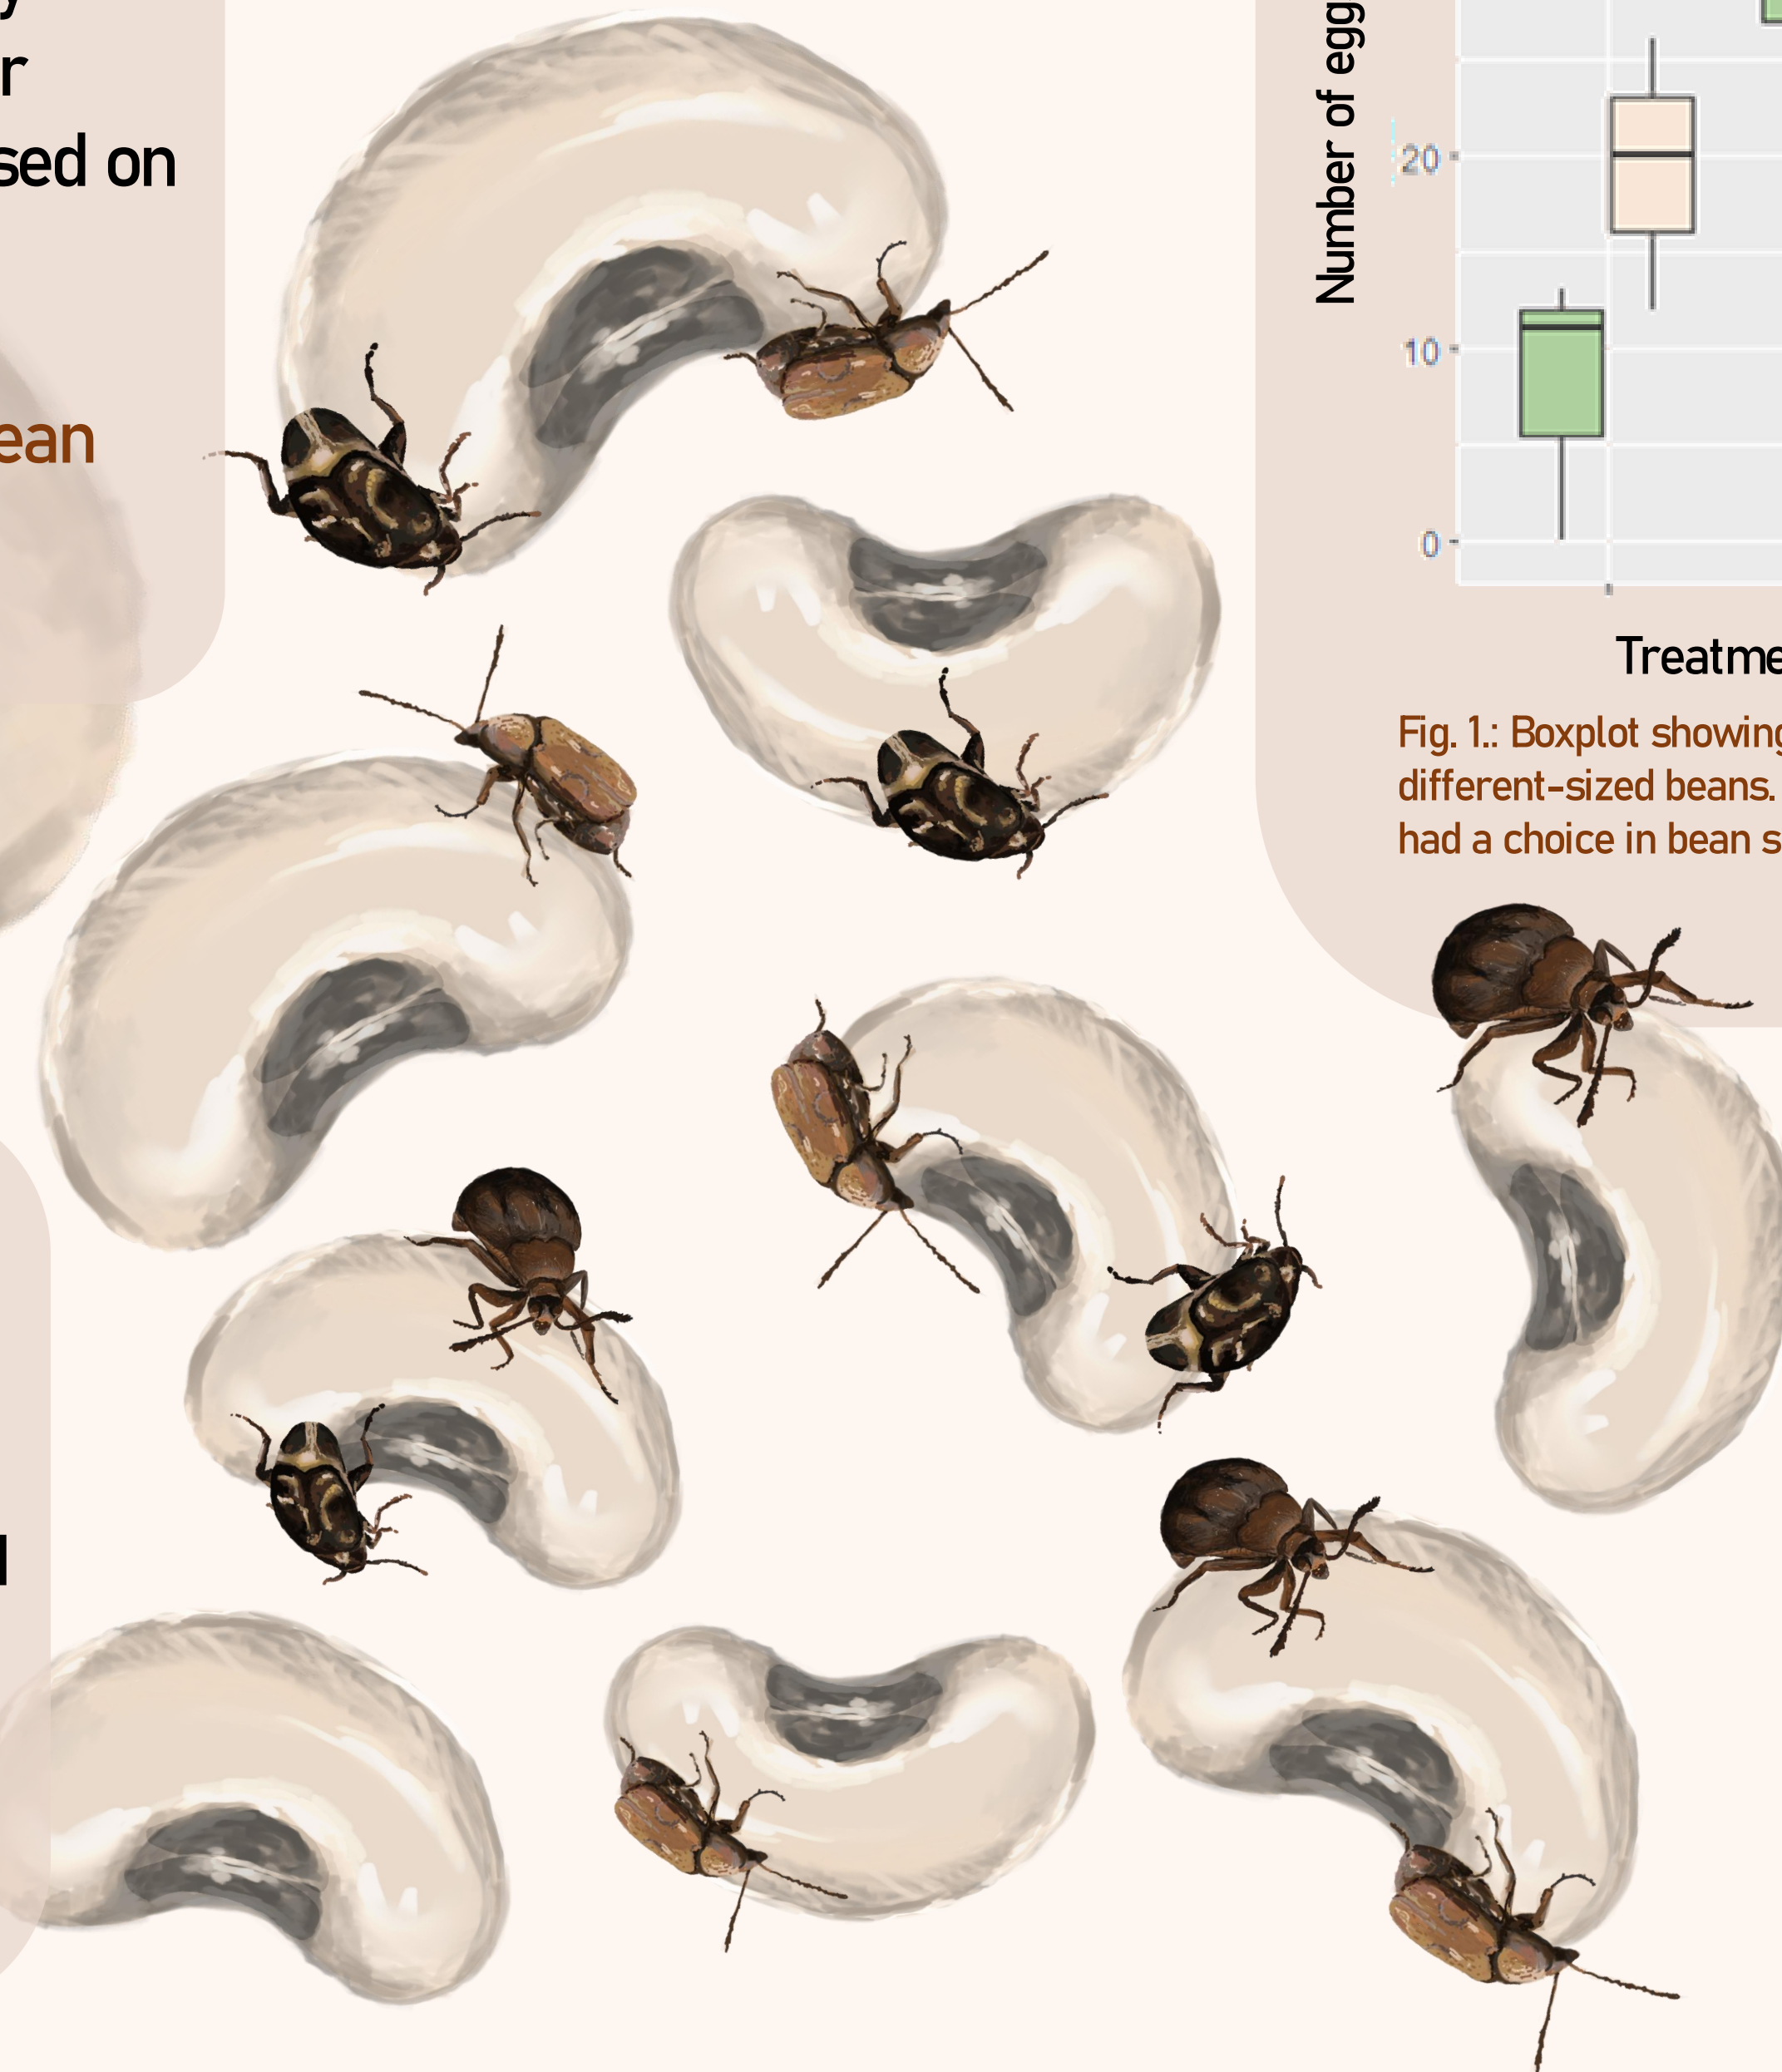 r
sed on
ean
Number of egg
20
10
0
Treatme
Fig. 1.: Boxplot showing
different-sized beans.
had a choice in bean s